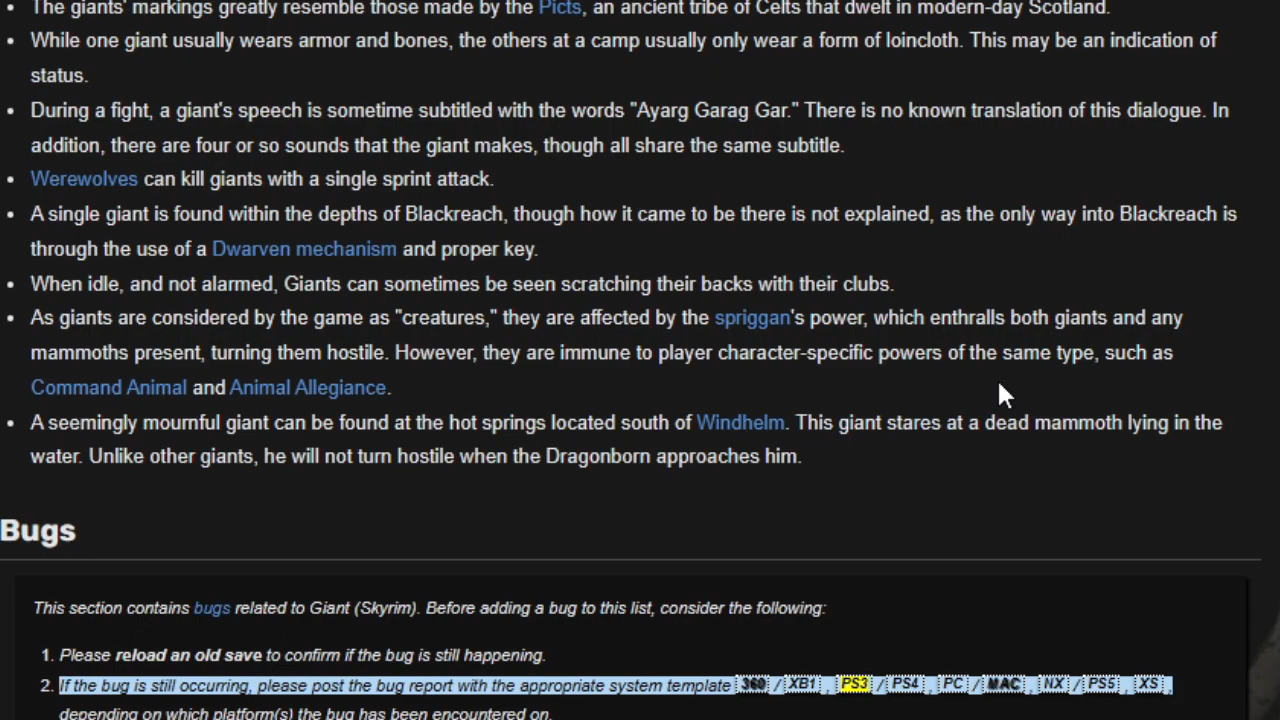 The giants' markings greatly resemble those made by the Picts, an ancient tribe of Celts that dwelt in modern-day Scotland.
While one giant usually wears armor and bones, the others at a camp usually only wear a form of loincloth. This may be an indication of
status.
During a fight, a giant's speech is sometime subtitled with the words "Ayarg Garag Gar." There is no known translation of this dialogue. In
addition, there are four or so sounds that the giant makes, though all share the same subtitle.
Werewolves can kill giants with a single sprint attack.
A single giant is found within the depths of Blackreach, though how it came to be there is not explained, as the only way into Blackreach is
through the use of a Dwarven mechanism and proper key.
When idle, and not alarmed, Giants can sometimes be seen scratching their backs with their clubs.
As giants are considered by the game as "creatures," they are affected by the spriggan's power, which enthralls both giants and any
mammoths present, turning them hostile. However, they are immune to player character-specific powers of the same type, such as
Command Animal and Animal Allegiance.
A seemingly mournful giant can be found at the hot springs located south of Windhelm. This giant stares at a dead mammoth lying in the
water. Unlike other giants, he will not turn hostile when the Dragonborn approaches him.
Bugs
This section contains bugs related to Giant (Skyrim). Before adding a bug to this list, consider the following:
1. Please reload an old save to confirm if the bug is still happening.
2. If the bug is still occurring, please post the bug report with the appropriate system template 360 / XB1 , PS3 / PS4 , PC / MAC , NX / PS5 , XS ,
depending on which platform(s) the bug has been encountered on.